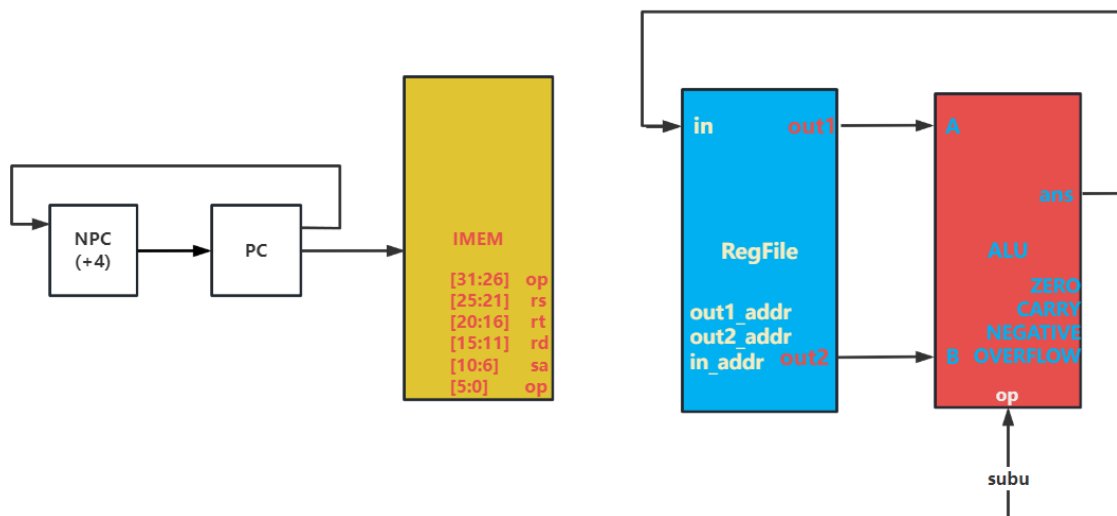 NPC
(+4)
PC
IMEM
[31:26] op
[25:21] rs
[20:16] rt
[15:11] rd
[10:6] sa
[5:0] op
in
out1
RegFile
out1_addr
out2_addr
in_addr
out2
A
ans
ALU
ZERO
CARRY
NEGATIVE
B OVERFLOW
op
subu